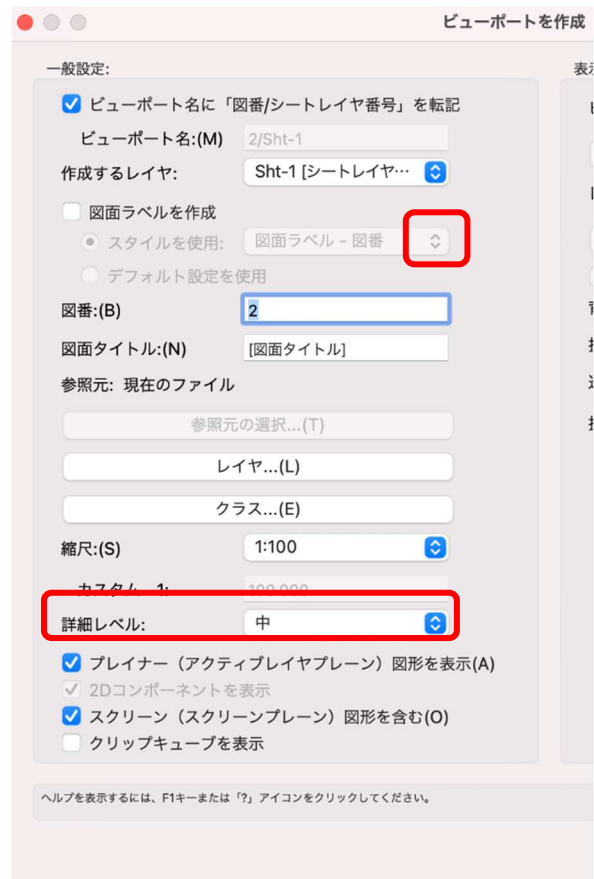 ビューポートを作成
一般設定:
ビューポート名に「図番/シートレイヤ番号」を転記
ビューポート名:(M) 2/Sht-1
作成するレイヤ: Sht-1 [シートレイヤ…
図面ラベルを作成
スタイルを使用: 図面ラベル - 図番
デフォルト設定を使用
図番:(B) 2
図面タイトル:(N) [図面タイトル]
参照元: 現在のファイル
参照元の選択...(T)
レイヤ...(L)
クラス...(E)
縮尺:(S) 1:100
カスタム 1: 100.000
詳細レベル: 中
プレイナー（アクティブレイヤプレーン）図形を表示(A)
2Dコンポーネントを表示
スクリーン（スクリーンプレーン）図形を含む(O)
クリップキューブを表示
ヘルプを表示するには、F1キーまたは「?」アイコンをクリックしてください。